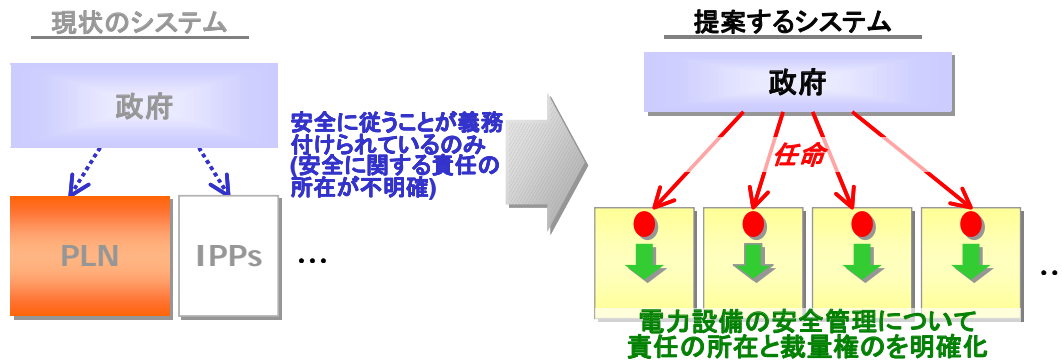 現状のシステム
政府
安全に従うことが義務
付けられているのみ
(安全に関する責任の
所在が不明確)
PLN
IPPs
...
提案するシステム
政府
任命
..
電力設備の安全管理について
責任の所在と裁量権のを明確化